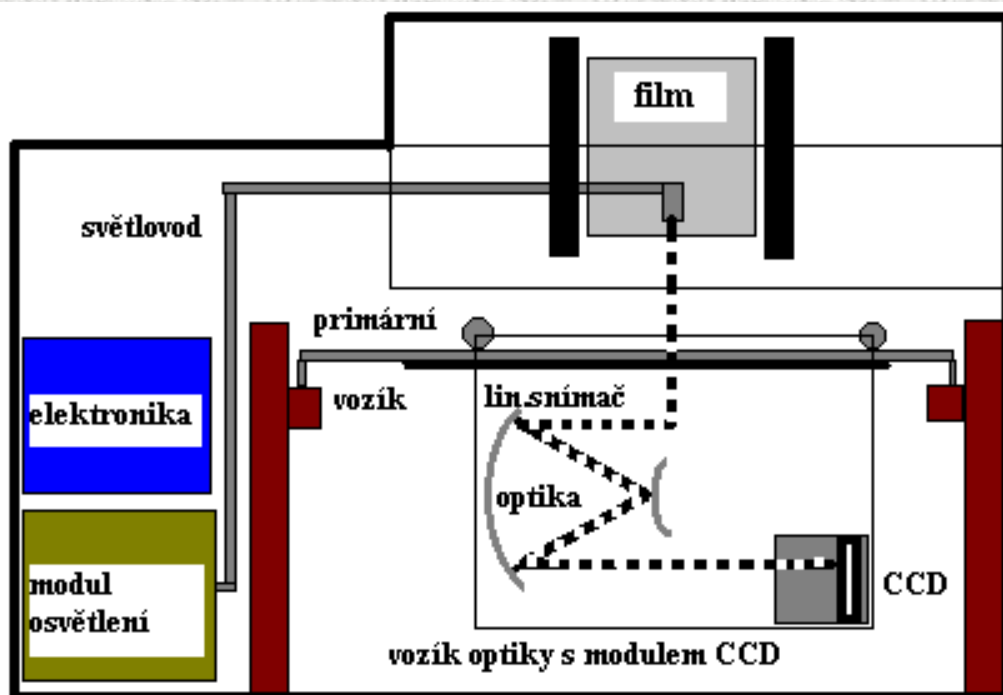 film
světlovod
primární
vozík
lin.snímač
elektronika
optika
modul
osvětlení
CCD
vozík optiky s modulem CCD